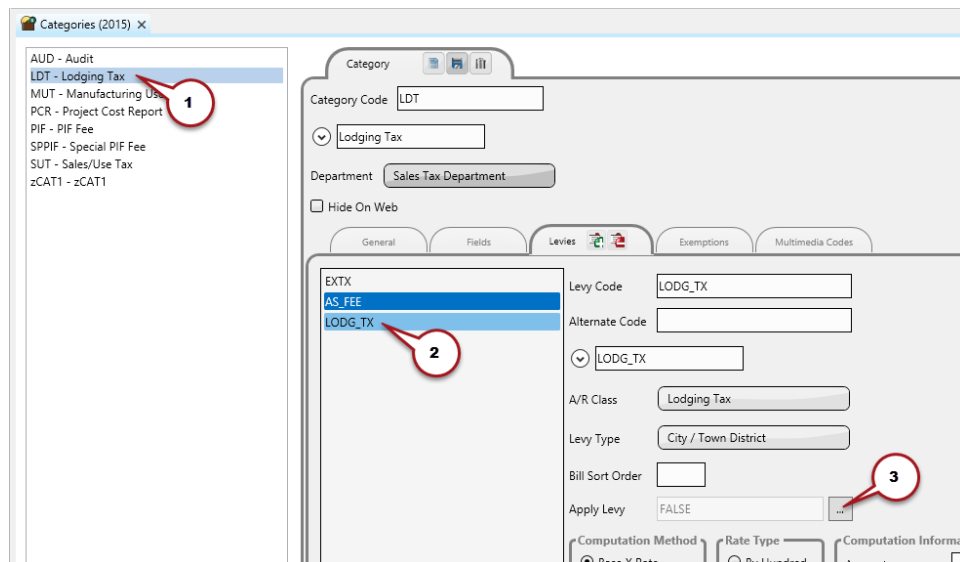 Categories (2015)
AUD - Audit
LDT - Lodging Tax
MUT - Manufacturing Use
PCR - Project Cost Report
PIF - PIF Fee
SPPIF - Special PIF Fee
SUT - Sales/Use Tax
zCAT1 - zCAT1
1
Category
Category Code LDT
Lodging Tax
Department Sales Tax Department
Hide On Web
General Fields Levies Exemptions Multimedia Codes
EXTX
AS_FEE
LODG_TX
2
Levy Code LODG_TX
Alternate Code
LODG_TX
A/R Class Lodging Tax
Levy Type City / Town District
Bill Sort Order
3
Apply Levy FALSE ...
Computation Method Rate Type Computation Informa
By Hundred